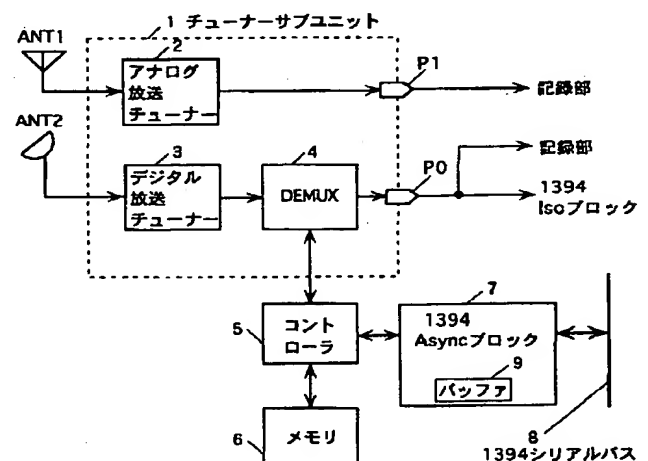 1 チューナーサブユニット
ANT1
2
アナログ
放送
チューナー
P1
記録部
ANT2
3
デジタル
放送
チューナー
4
DEMUX
P0
記録部
1394
Isoブロック
5
コント
ローラ
7
1394
Asyncブロック
9
バッファ
6
メモリ
8
1394シリアルバス